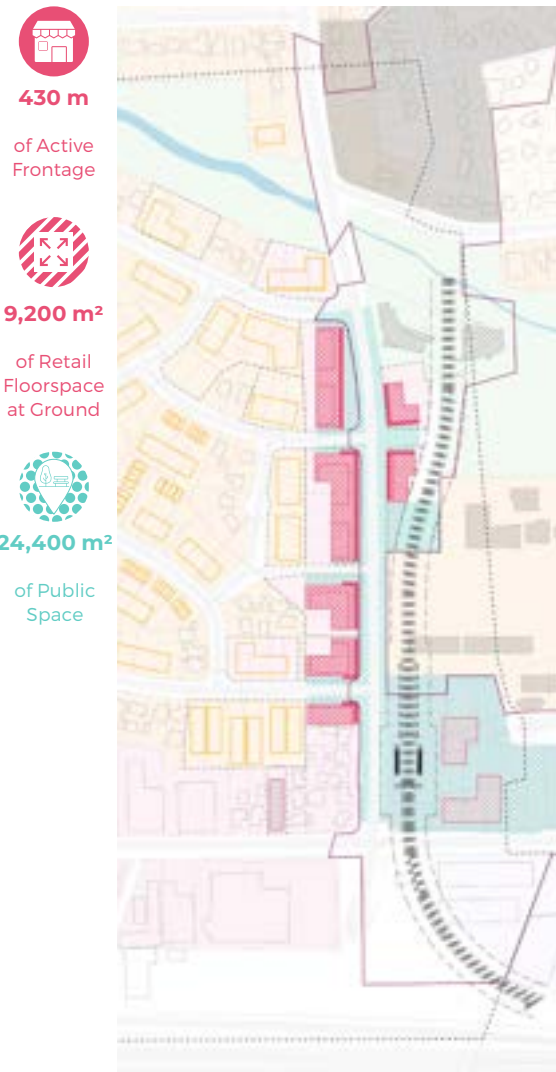 430 m
of Active
Frontage
9,200 m²
of Retail
Floorspace
at Ground
24,400 m²
of Public
Space